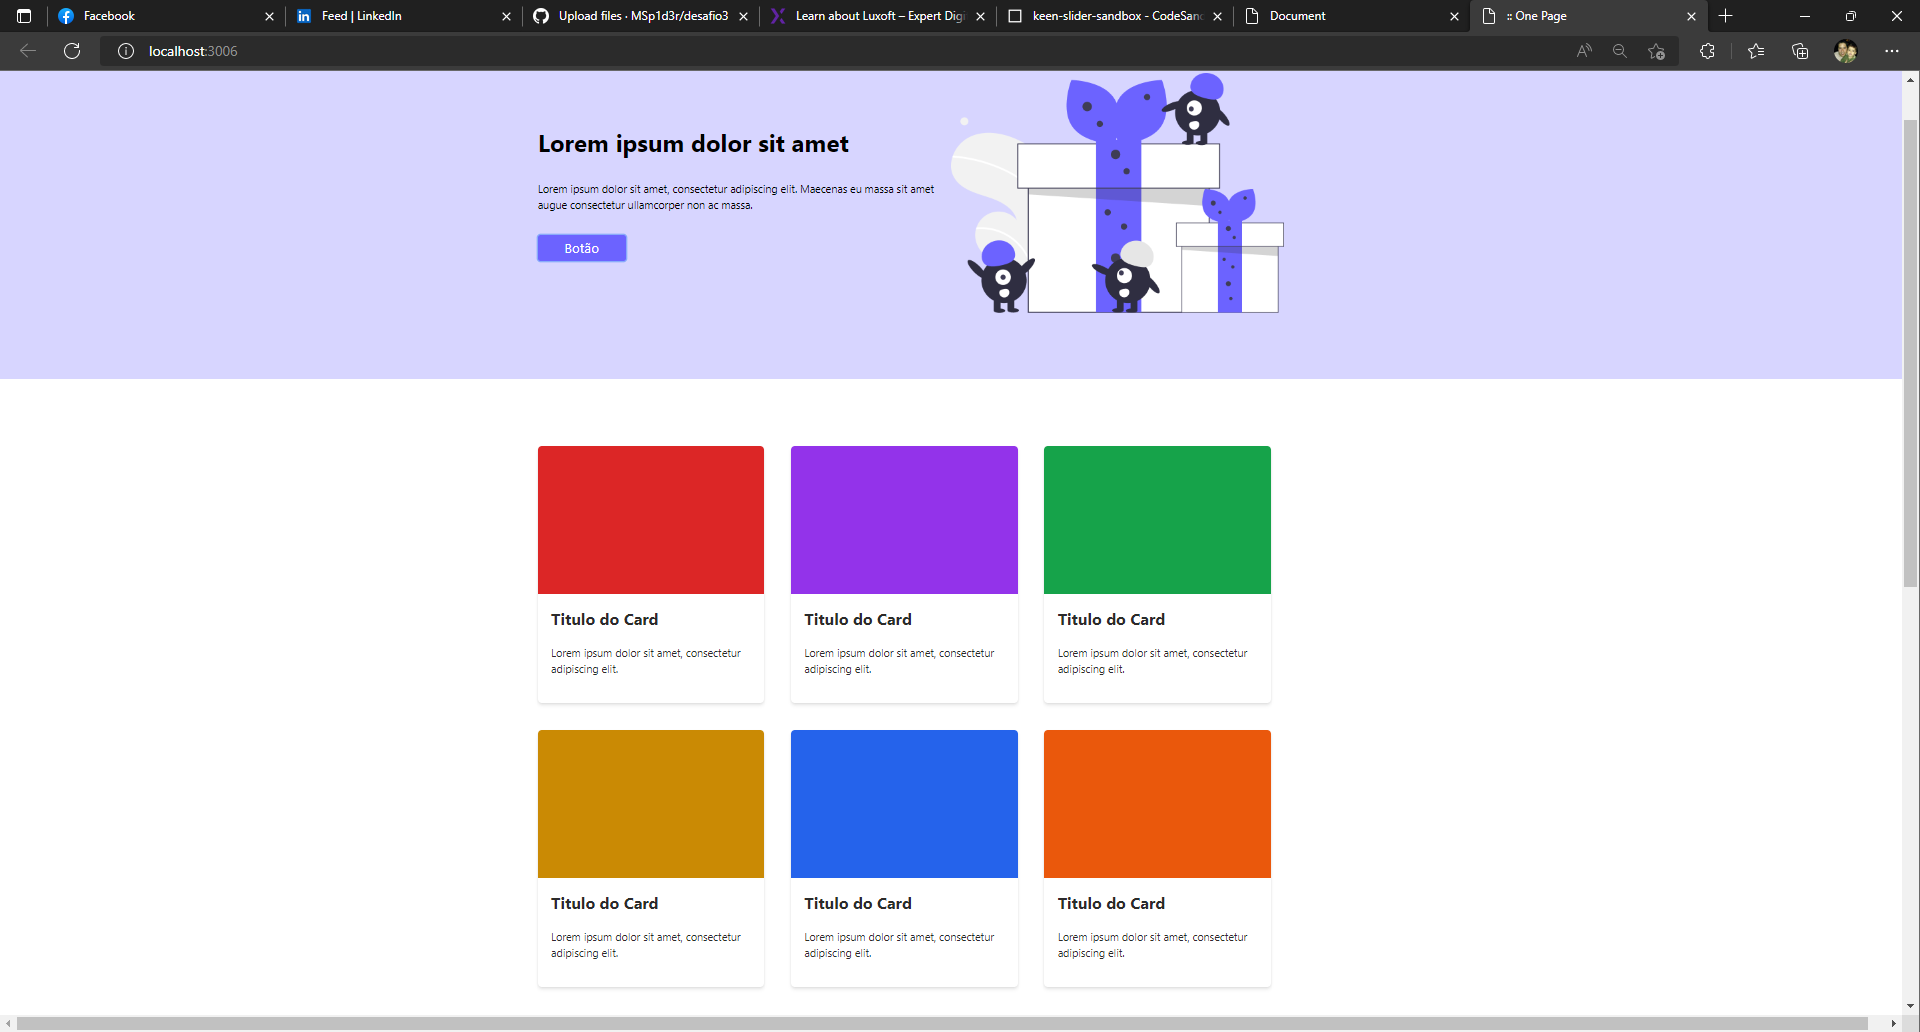 Facebook
Feed | LinkedIn
Upload files · MSp1d3r/desafio3
Learn about Luxoft – Expert Digi
keen-slider-sandbox - CodeSan
Document
:: One Page
localhost:3006
Lorem ipsum dolor sit amet
Lorem ipsum dolor sit amet, consectetur adipiscing elit. Maecenas eu massa sit amet
augue consectetur ullamcorper non ac massa.
Botão
Titulo do Card
Lorem ipsum dolor sit amet, consectetur
adipiscing elit.
Titulo do Card
Lorem ipsum dolor sit amet, consectetur
adipiscing elit.
Titulo do Card
Lorem ipsum dolor sit amet, consectetur
adipiscing elit.
Titulo do Card
Lorem ipsum dolor sit amet, consectetur
adipiscing elit.
Titulo do Card
Lorem ipsum dolor sit amet, consectetur
adipiscing elit.
Titulo do Card
Lorem ipsum dolor sit amet, consectetur
adipiscing elit.